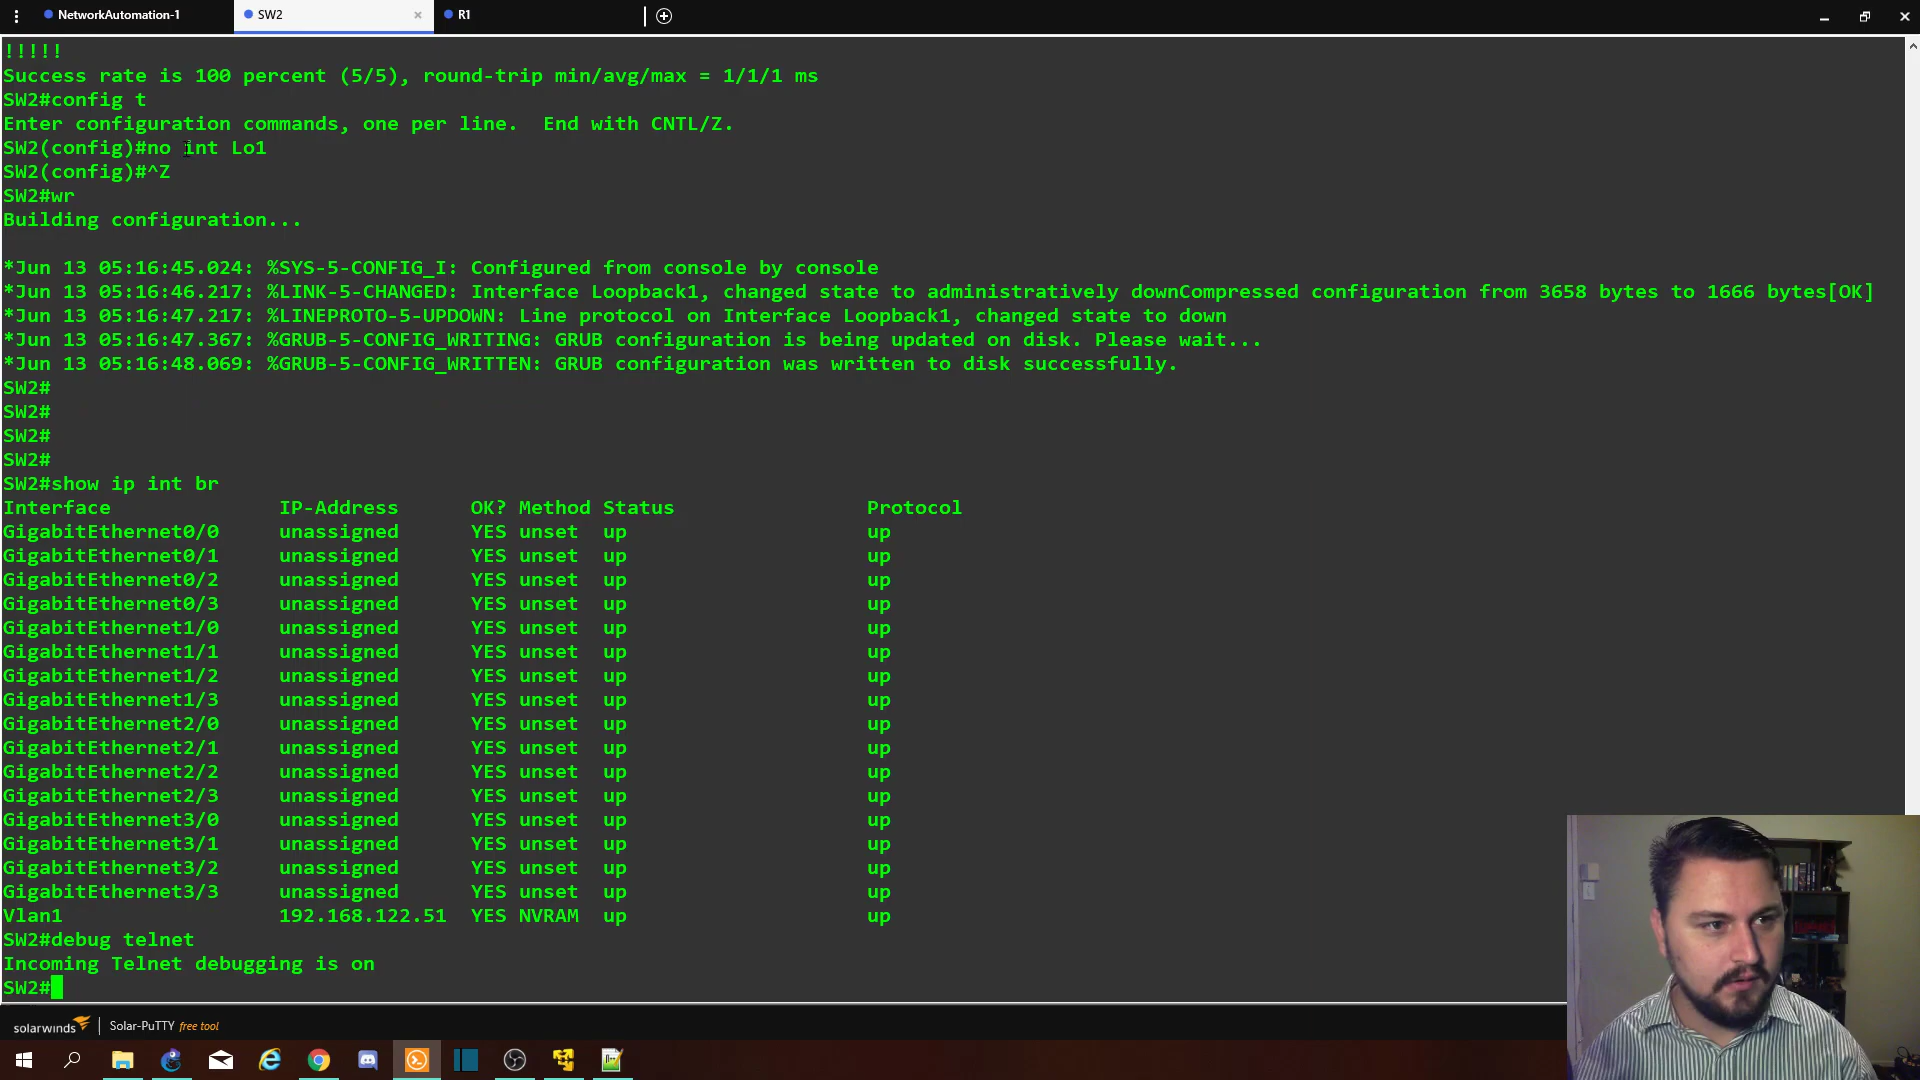 NetworkAutomation-1
SW2
R1
!!!!!
Success rate is 100 percent (5/5), round-trip min/avg/max = 1/1/1 ms
SW2#config t
Enter configuration commands, one per line.  End with CNTL/Z.
SW2(config)#no int Lo1
SW2(config)#^Z
SW2#wr
Building configuration...
*Jun 13 05:16:45.024: %SYS-5-CONFIG_I: Configured from console by console
*Jun 13 05:16:46.217: %LINK-5-CHANGED: Interface Loopback1, changed state to administratively downCompressed configuration from 3658 bytes to 1666 bytes[OK]
*Jun 13 05:16:47.217: %LINEPROTO-5-UPDOWN: Line protocol on Interface Loopback1, changed state to down
*Jun 13 05:16:47.367: %GRUB-5-CONFIG_WRITING: GRUB configuration is being updated on disk. Please wait...
*Jun 13 05:16:48.069: %GRUB-5-CONFIG_WRITTEN: GRUB configuration was written to disk successfully.
SW2#
SW2#
SW2#
SW2#
SW2#show ip int br
Interface IP-Address OK? Method Status Protocol
GigabitEthernet0/0 unassigned YES unset up up
GigabitEthernet0/1 unassigned YES unset up up
GigabitEthernet0/2 unassigned YES unset up up
GigabitEthernet0/3 unassigned YES unset up up
GigabitEthernet1/0 unassigned YES unset up up
GigabitEthernet1/1 unassigned YES unset up up
GigabitEthernet1/2 unassigned YES unset up up
GigabitEthernet1/3 unassigned YES unset up up
GigabitEthernet2/0 unassigned YES unset up up
GigabitEthernet2/1 unassigned YES unset up up
GigabitEthernet2/2 unassigned YES unset up up
GigabitEthernet2/3 unassigned YES unset up up
GigabitEthernet3/0 unassigned YES unset up up
GigabitEthernet3/1 unassigned YES unset up up
GigabitEthernet3/2 unassigned YES unset up up
GigabitEthernet3/3 unassigned YES unset up up
Vlan1 192.168.122.51 YES NVRAM up up
SW2#debug telnet
Incoming Telnet debugging is on
SW2#
solarwinds | Solar-PuTTY free tool